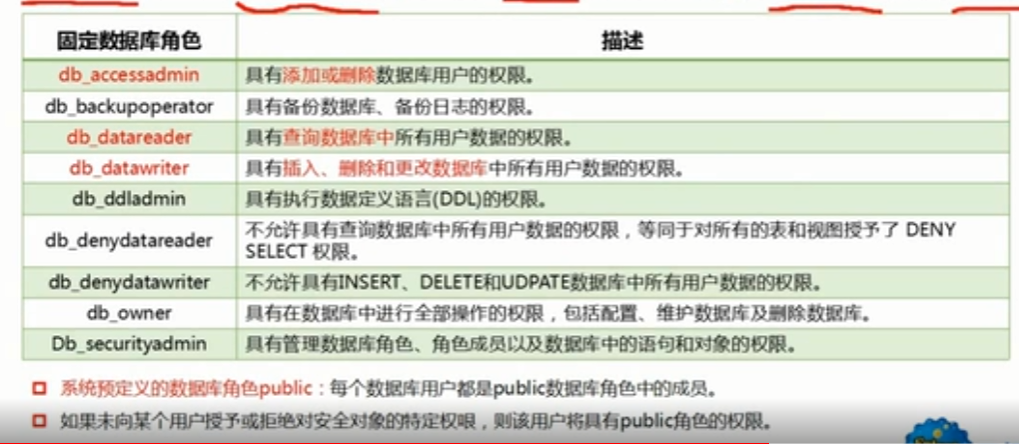 固定数据库角色 描述
db_accessadmin 具有添加或删除数据库用户的权限。
db_backupoperator 具有备份数据库、备份日志的权限。
db_datareader 具有查询数据库中所有用户数据的权限。
db_datawriter 具有插入、删除和更改数据库中所有用户数据的权限。
db_ddladmin 具有执行数据定义语言(DDL)的权限。
db_denydatareader 不允许具有查询数据库中所有用户数据的权限，等同于对所有的表和视图授予了 DENY
SELECT 权限。
db_denydatawriter 不允许具有INSERT、DELETE和UDPATE数据库中所有用户数据的权限。
db_owner 具有在数据库中进行全部操作的权限，包括配置、维护数据库及删除数据库。
Db_securityadmin 具有管理数据库角色、角色成员以及数据库中的语句和对象的权限。
系统预定义的数据库角色public：每个数据库用户都是public数据库角色中的成员。
如果未向某个用户授予或拒绝对安全对象的特定权限，则该用户将具有public角色的权限。